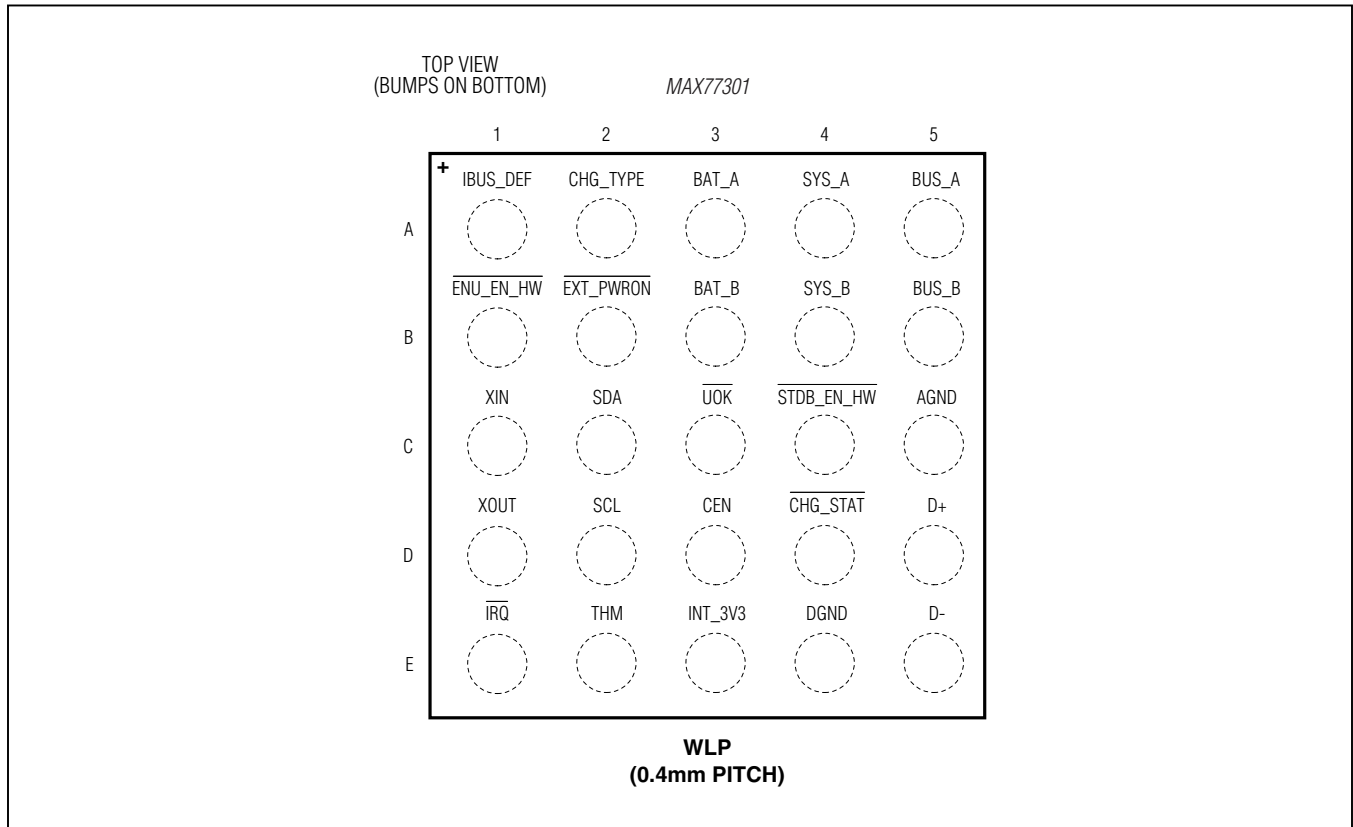 TOP VIEW
(BUMPS ON BOTTOM)
MAX77301
1 2 3 4 5
+
IBUS_DEF CHG_TYPE BAT_A SYS_A BUS_A
A
ENU_EN_HW EXT_PWRON BAT_B SYS_B BUS_B
B
XIN SDA UOK STDB_EN_HW AGND
C
XOUT SCL CEN CHG_STAT D+
D
IRQ THM INT_3V3 DGND D-
E
WLP
(0.4mm PITCH)